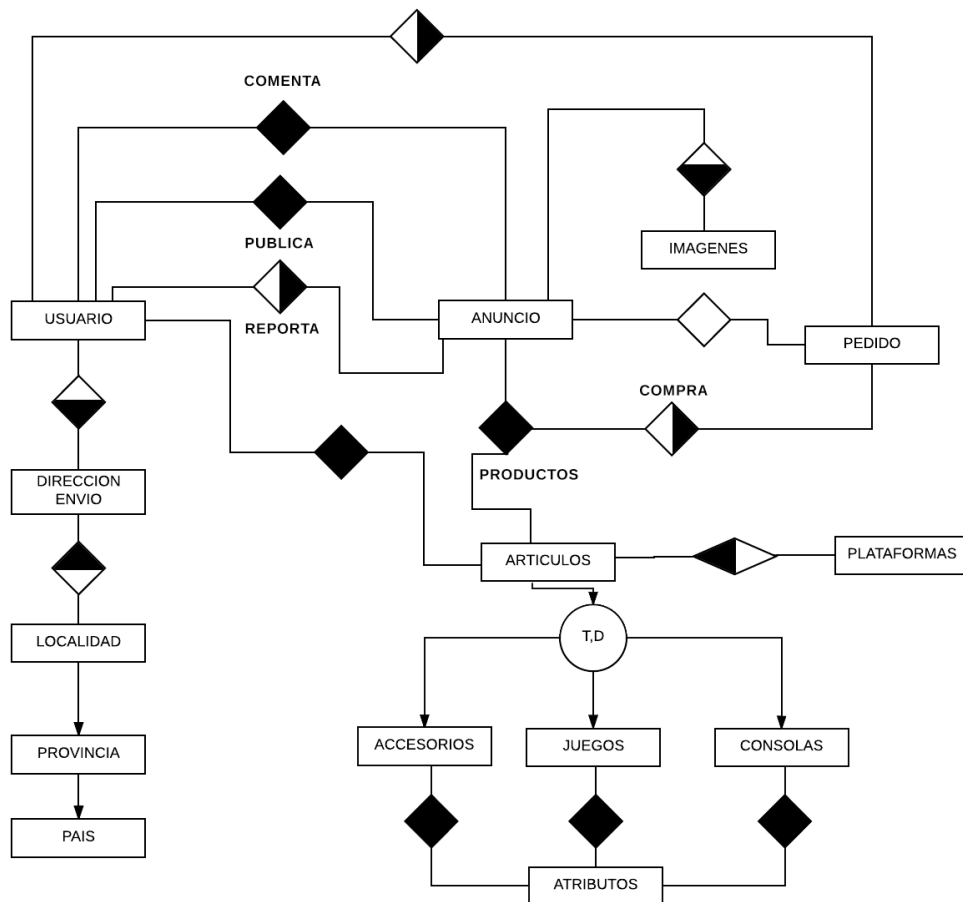 COMENTA
PUBLICA
IMAGENES
USUARIO
REPORTA
ANUNCIO
PEDIDO
COMPRA
DIRECCION
ENVIO
PRODUCTOS
ARTICULOS
PLATAFORMAS
LOCALIDAD
T,D
PROVINCIA
ACCESORIOS
JUEGOS
CONSOLAS
PAIS
ATRIBUTOS